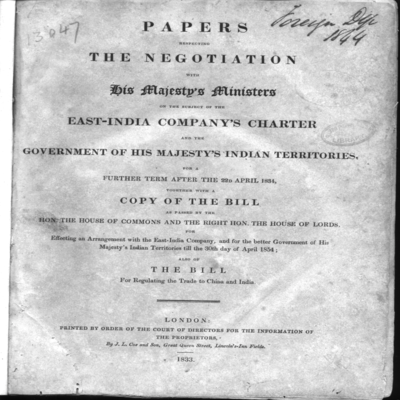 13047
Foreign Dep
1844
PAPERS
RESPECTING
THE NEGOTIATION
WITH
His Majesty's Ministers
ON THE SUBJECT OF THE
EAST-INDIA COMPANY'S CHARTER
AND THE
GOVERNMENT OF HIS MAJESTY'S INDIAN TERRITORIES,
FOR A
FURTHER TERM AFTER THE 22D APRIL 1834,
TOGETHER WITH A
COPY OF THE BILL
AS PASSED BY THE
HON. THE HOUSE OF COMMONS AND THE RIGHT HON. THE HOUSE OF LORDS,
FOR
Effecting an Arrangement with the East-India Company, and for the better Government of His
Majesty's Indian Territories till the 30th day of April 1854;
ALSO OF
THE BILL
For Regulating the Trade to China and India.
LONDON:
PRINTED BY ORDER OF THE COURT OF DIRECTORS FOR THE INFORMATION OF
THE PROPRIETORS,
By J. L. Cox and Son, Great Queen Street, Lincoln's-Inn Fields.
1833.